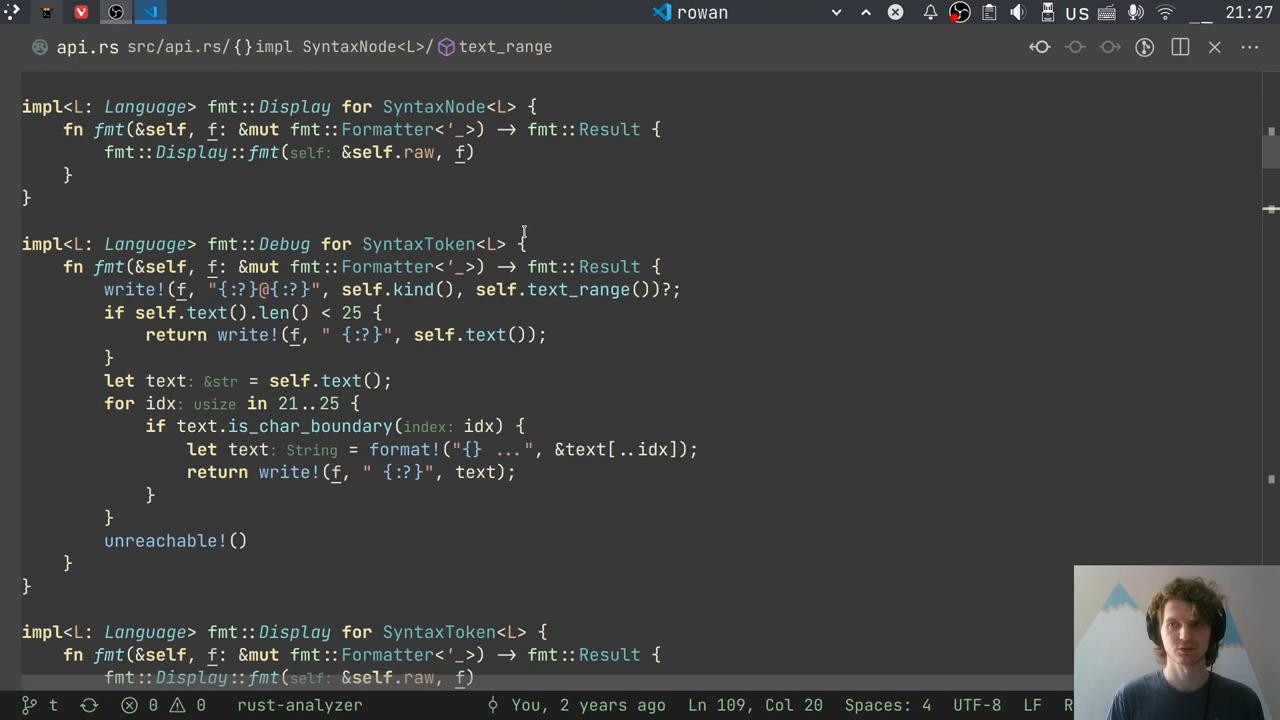 rowan
US
21:27
api.rs src/api.rs/{}impl SyntaxNode<L>/ text_range
impl<L: Language> fmt::Display for SyntaxNode<L> {
fn fmt(&self, f: &mut fmt::Formatter<'_>) -> fmt::Result {
fmt::Display::fmt(self: &self.raw, f)
}
}
impl<L: Language> fmt::Debug for SyntaxToken<L> {
fn fmt(&self, f: &mut fmt::Formatter<'_>) -> fmt::Result {
write!(f, "{:?}@{:?}", self.kind(), self.text_range())?;
if self.text().len() < 25 {
return write!(f, " {:?}", self.text());
}
let text: &str = self.text();
for idx: usize in 21..25 {
if text.is_char_boundary(index: idx) {
let text: String = format!("{} ...", &text[..idx]);
return write!(f, " {:?}", text);
}
}
unreachable!()
}
}
impl<L: Language> fmt::Display for SyntaxToken<L> {
fn fmt(&self, f: &mut fmt::Formatter<'_>) -> fmt::Result {
fmt::Display::fmt(self: &self.raw, f)
t 0 0 rust-analyzer You, 2 years ago Ln 109, Col 20 Spaces: 4 UTF-8 LF